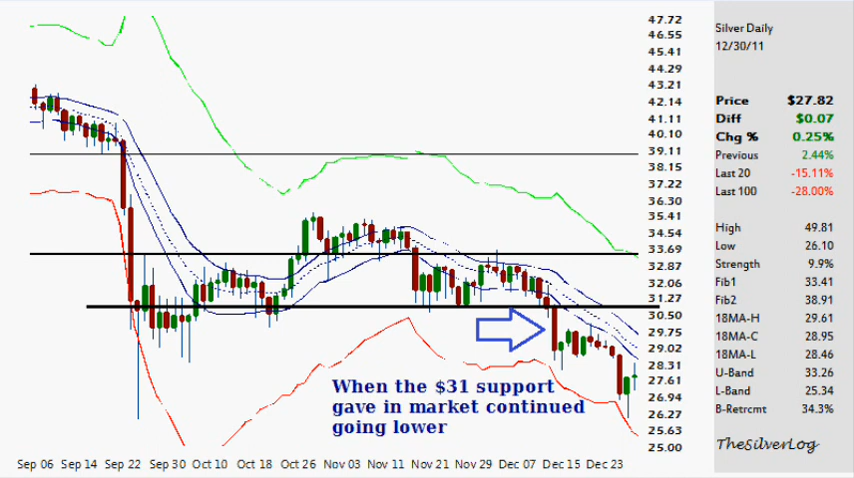 47.72
46.55
45.41
44.29
43.21
42.14
41.11
40.10
39.11
38.15
37.22
36.30
35.41
34.54
33.69
32.87
32.06
31.27
30.50
29.75
29.02
28.31
27.61
26.94
26.27
25.63
25.00
When the $31 support
gave in market continued
going lower
Sep 06 Sep 14 Sep 22 Sep 30 Oct 10 Oct 18 Oct 26 Nov 03 Nov 11 Nov 21 Nov 29 Dec 07 Dec 15 Dec 23
Silver Daily
12/30/11
Price $27.82
Diff $0.07
Chg % 0.25%
Previous 2.44%
Last 20 -15.11%
Last 100 -28.00%
High 49.81
Low 26.10
Strength 9.9%
Fib1 33.41
Fib2 38.91
18MA-H 29.61
18MA-C 28.95
18MA-L 28.46
U-Band 33.26
L-Band 25.34
B-Retrcmt 34.3%
TheSilverLog